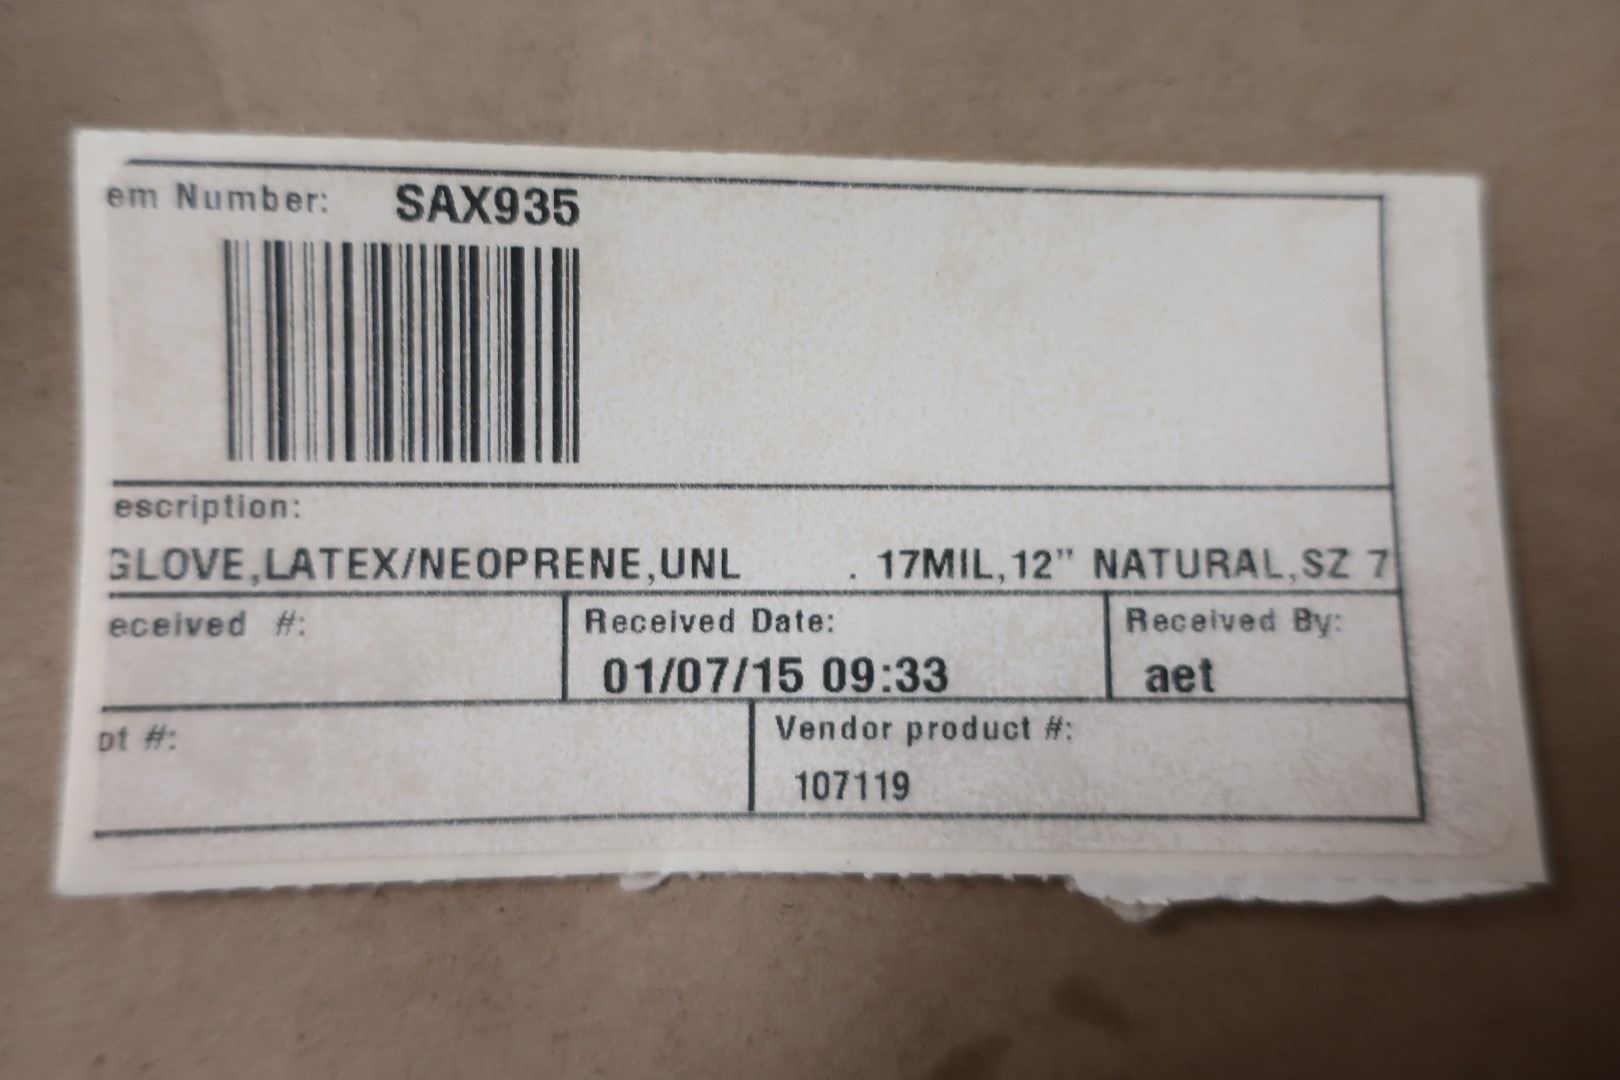 em Number: SAX935
escription:
GLOVE,LATEX/NEOPRENE,UNL . 17MIL,12" NATURAL,SZ 7
eceived #: Received Date: Received By:
01/07/15 09:33 aet
ot #: Vendor product #:
107119